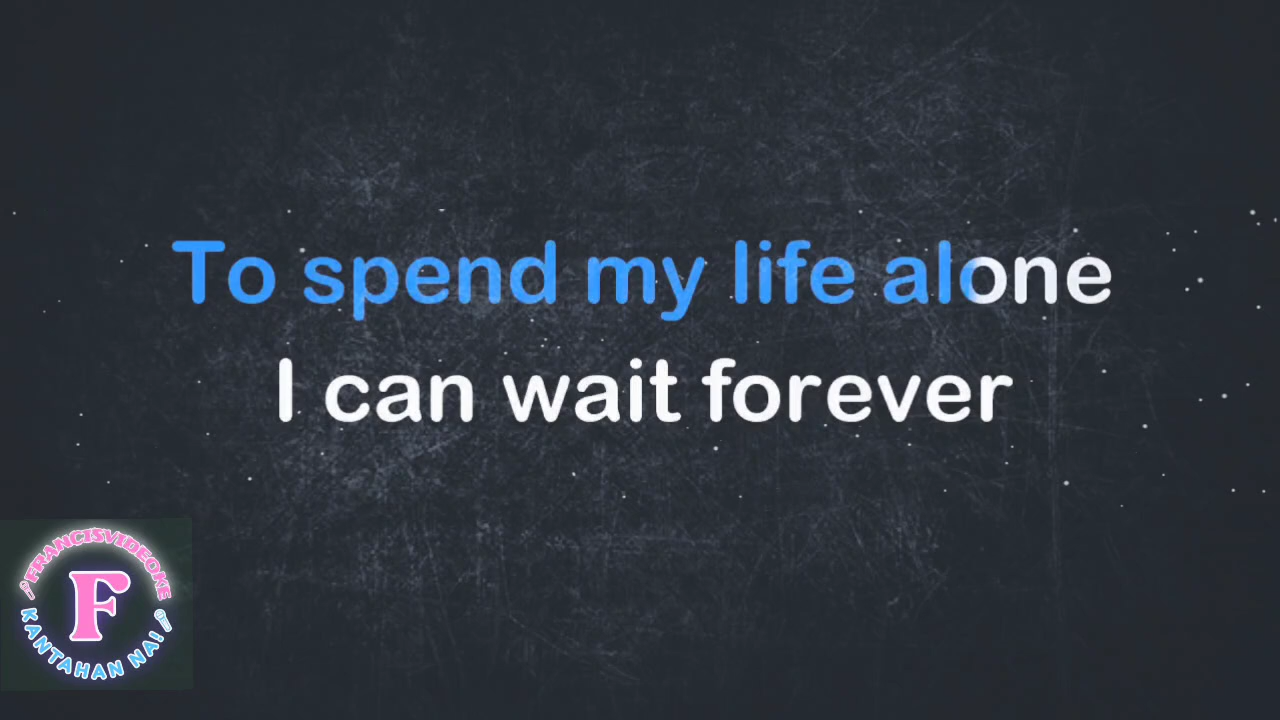 To spend my life alone
I can wait forever
FRANCISVIDEOKE
F
KANTAHAN NA!